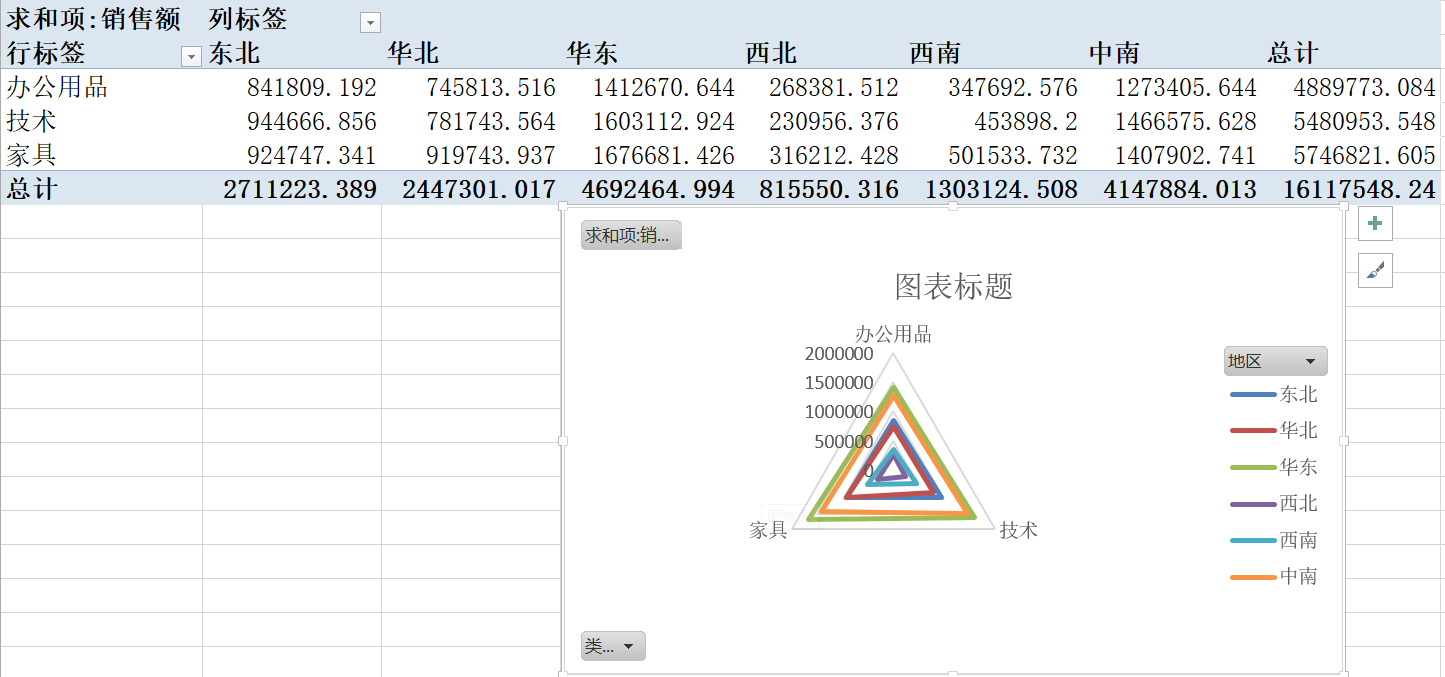 求和项:销售额 列标签
行标签 东北 华北 华东 西北 西南 中南 总计
办公用品 841809.192 745813.516 1412670.644 268381.512 347692.576 1273405.644 4889773.084
技术 944666.856 781743.564 1603112.924 230956.376 453898.2 1466575.628 5480953.548
家具 924747.341 919743.937 1676681.426 316212.428 501533.732 1407902.741 5746821.605
总计 2711223.389 2447301.017 4692464.994 815550.316 1303124.508 4147884.013 16117548.24
求和项:销...
图表标题
办公用品
2000000
1500000
1000000
500000
0
家具
技术
地区
东北
华北
华东
西北
西南
中南
类...